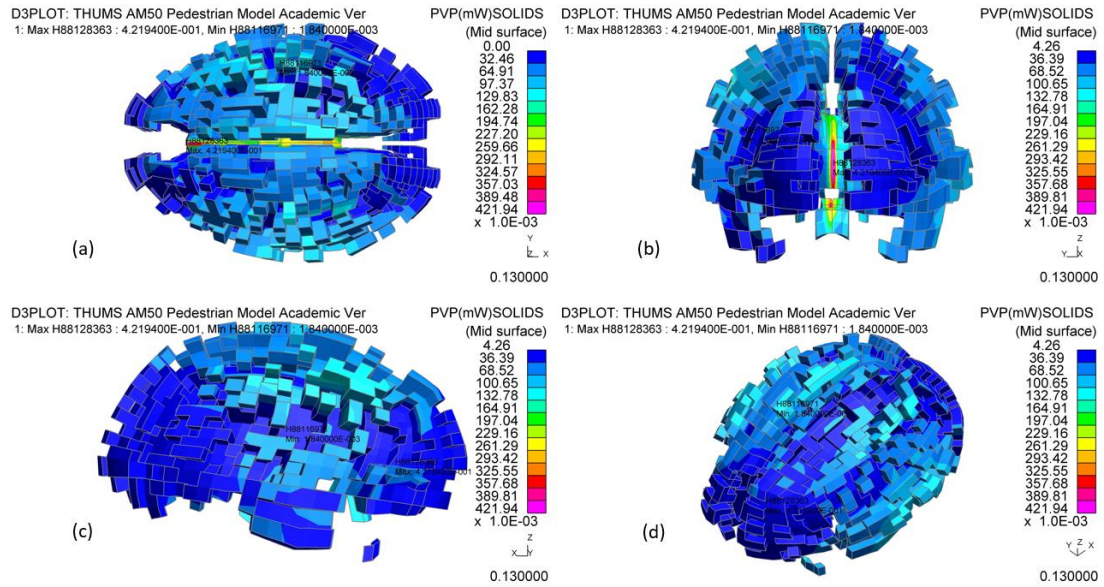 D3PLOT: THUMS AM50 Pedestrian Model Academic Ver
1: Max H88128363 : 4.219400E-001, Min H88116971 : 1.840000E-003
PVP(mW)SOLIDS
(Mid surface)
0.00
32.46
64.91
97.37
129.83
162.28
194.74
227.20
259.66
292.11
324.57
357.03
389.48
421.94
x 1.0E-03
H88128363
(a)
Y
Z X
0.130000
D3PLOT: THUMS AM50 Pedestrian Model Academic Ver
1: Max H88128363 : 4.219400E-001, Min H88116971 : 1.840000E-003
PVP(mW)SOLIDS
(Mid surface)
4.26
36.39
68.52
100.65
132.78
164.91
197.04
229.16
261.29
293.42
325.55
357.68
389.81
421.94
x 1.0E-03
H88128363
(b)
Z
Y X
0.130000
D3PLOT: THUMS AM50 Pedestrian Model Academic Ver
1: Max H88128363 : 4.219400E-001, Min H88116971 : 1.840000E-003
PVP(mW)SOLIDS
(Mid surface)
4.26
36.39
68.52
100.65
132.78
164.91
197.04
229.16
261.29
293.42
325.55
357.68
389.81
421.94
x 1.0E-03
Min: 1.840000E-003
(c)
Z
X Y
0.130000
D3PLOT: THUMS AM50 Pedestrian Model Academic Ver
1: Max H88128363 : 4.219400E-001, Min H88116971 : 1.840000E-003
PVP(mW)SOLIDS
(Mid surface)
4.26
36.39
68.52
100.65
132.78
164.91
197.04
229.16
261.29
293.42
325.55
357.68
389.81
421.94
x 1.0E-03
H88116971
H88128363
(d)
Z
Y X
0.130000